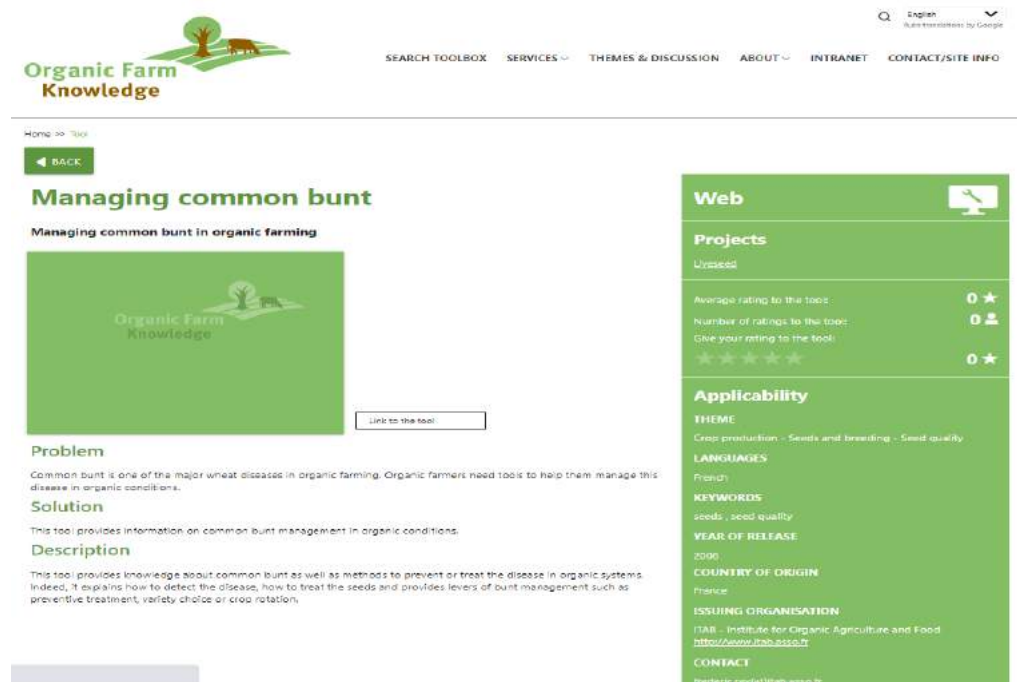 English
Auto translations by Google
Organic Farm
Knowledge
SEARCH TOOLBOX SERVICES THEMES & DISCUSSION ABOUT INTRANET CONTACT/SITE INFO
Home >> Tool
BACK
Managing common bunt
Managing common bunt in organic farming
Organic Farm
Knowledge
Link to the tool
Problem
Common bunt is one of the major wheat diseases in organic farming. Organic farmers need tools to help them manage this
disease in organic conditions.
Solution
This tool provides information on common bunt management in organic conditions.
Description
This tool provides knowledge about common bunt as well as methods to prevent or treat the disease in organic systems.
Indeed, it explains how to detect the disease, how to treat the seeds and provides levers of bunt management such as
preventive treatment, variety choice or crop rotation.
Web
Projects
Liveseed
Average rating to the tool: 0
Number of ratings to the tool: 0
Give your rating to the tool:
0
Applicability
THEME
Crop production - Seeds and breeding - Seed quality
LANGUAGES
French
KEYWORDS
seeds , seed quality
YEAR OF RELEASE
COUNTRY OF ORIGIN
France
ISSUING ORGANISATION
ITAB - Institute for Organic Agriculture and Food
http://www.itab.asso.fr
CONTACT